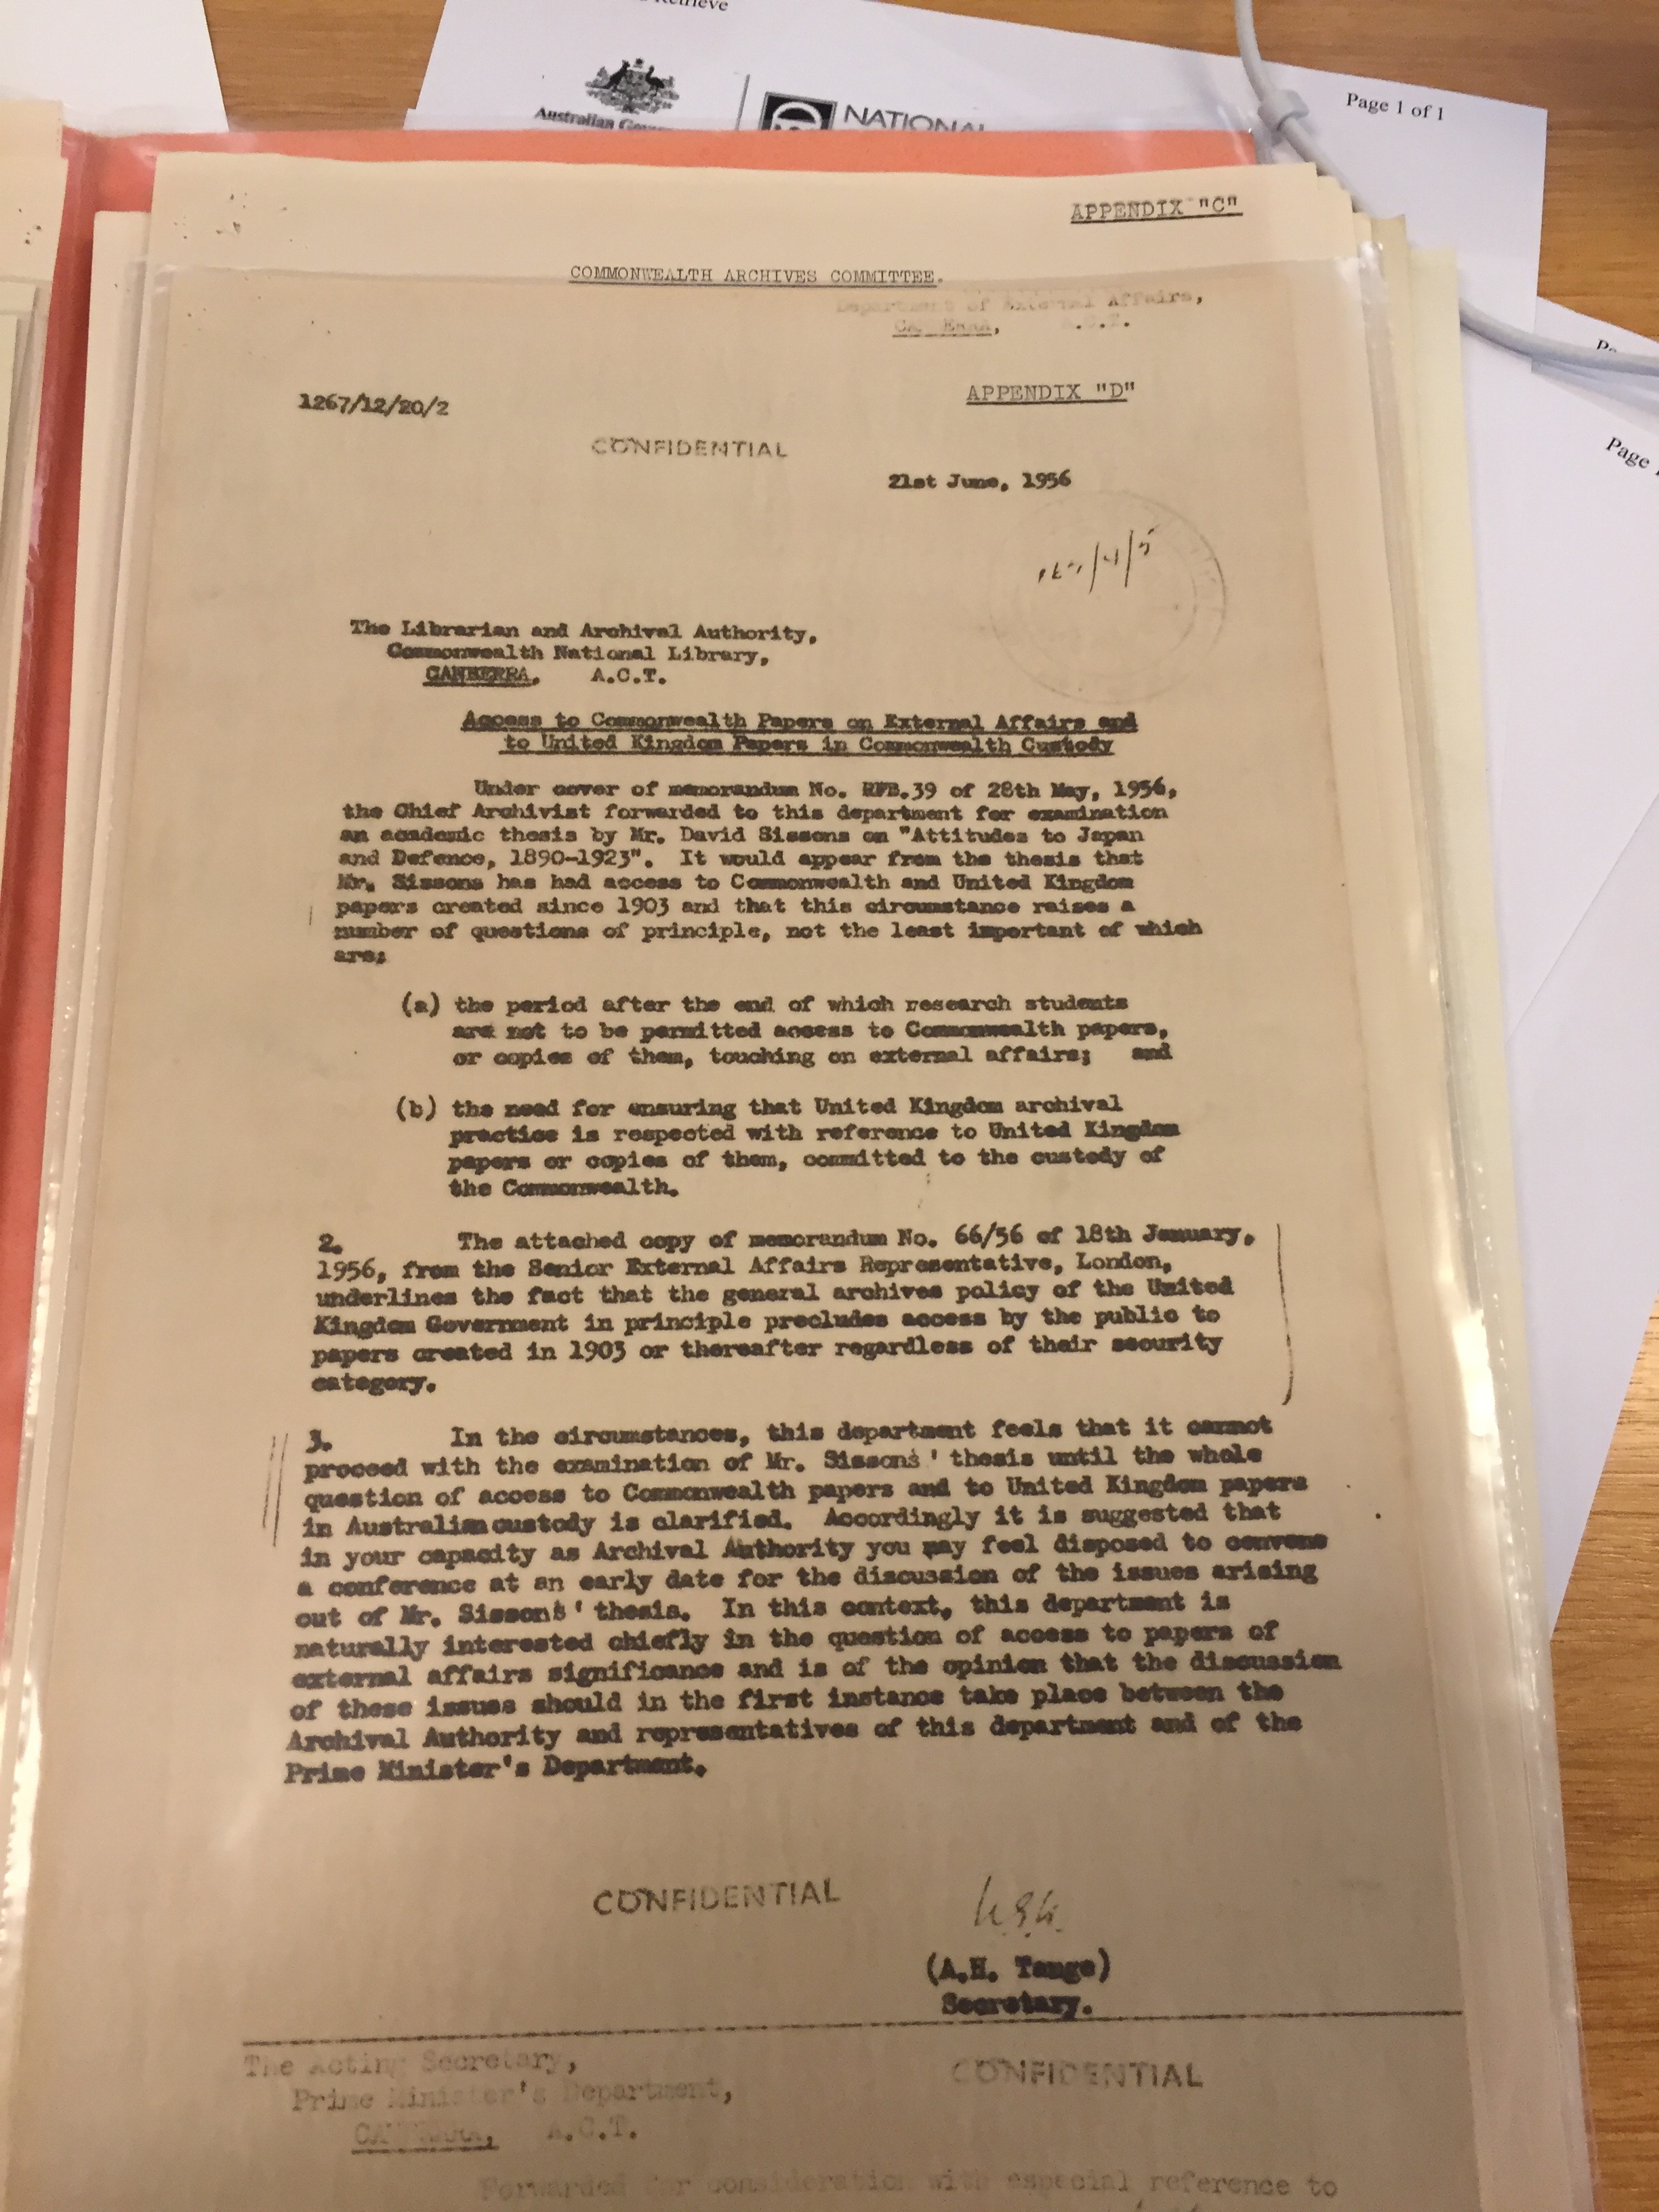 Retrieve
Page 1 of 1
Australian Gover
NATIONAL
Page
APPENDIX "C"
COMMONWEALTH ARCHIVES COMMITTEE.
Department of External Affairs,
CANBERRA, A.C.T.
1267/12/20/2
APPENDIX "D"
CONFIDENTIAL
21st June, 1956
The Librarian and Archival Authority,
Commonwealth National Library,
CANBERRA. A.C.T.
Access to Commonwealth Papers on External Affairs and
to United Kingdom Papers in Commonwealth Custody
Under cover of memorandum No. RFB.39 of 28th May, 1956,
the Chief Archivist forwarded to this department for examination
an academic thesis by Mr. David Sissons on "Attitudes to Japan
and Defence, 1890-1923". It would appear from the thesis that
Mr. Sissons has had access to Commonwealth and United Kingdom
papers created since 1903 and that this circumstance raises a
number of questions of principle, not the least important of which
are:
(a) the period after the end of which research students
are not to be permitted access to Commonwealth papers,
or copies of them, touching on external affairs; and
(b) the need for ensuring that United Kingdom archival
practice is respected with reference to United Kingdom
papers or copies of them, committed to the custody of
the Commonwealth.
2. The attached copy of memorandum No. 66/56 of 18th January,
1956, from the Senior External Affairs Representative, London,
underlines the fact that the general archives policy of the United
Kingdom Government in principle precludes access by the public to
papers created in 1903 or thereafter regardless of their security
category.
3. In the circumstances, this department feels that it cannot
proceed with the examination of Mr. Sissons' thesis until the whole
question of access to Commonwealth papers and to United Kingdom papers
in Australian custody is clarified. Accordingly it is suggested that
in your capacity as Archival Authority you may feel disposed to convene
a conference at an early date for the discussion of the issues arising
out of Mr. Sissons' thesis. In this context, this department is
naturally interested chiefly in the question of access to papers of
external affairs significance and is of the opinion that the discussion
of these issues should in the first instance take place between the
Archival Authority and representatives of this department and of the
Prime Minister's Department.
CONFIDENTIAL
(A.H. Tange)
Secretary.
The Acting Secretary,
Prime Minister's Department,
CANBERRA, A.C.T.
CONFIDENTIAL
Forwarded for consideration with especial reference to